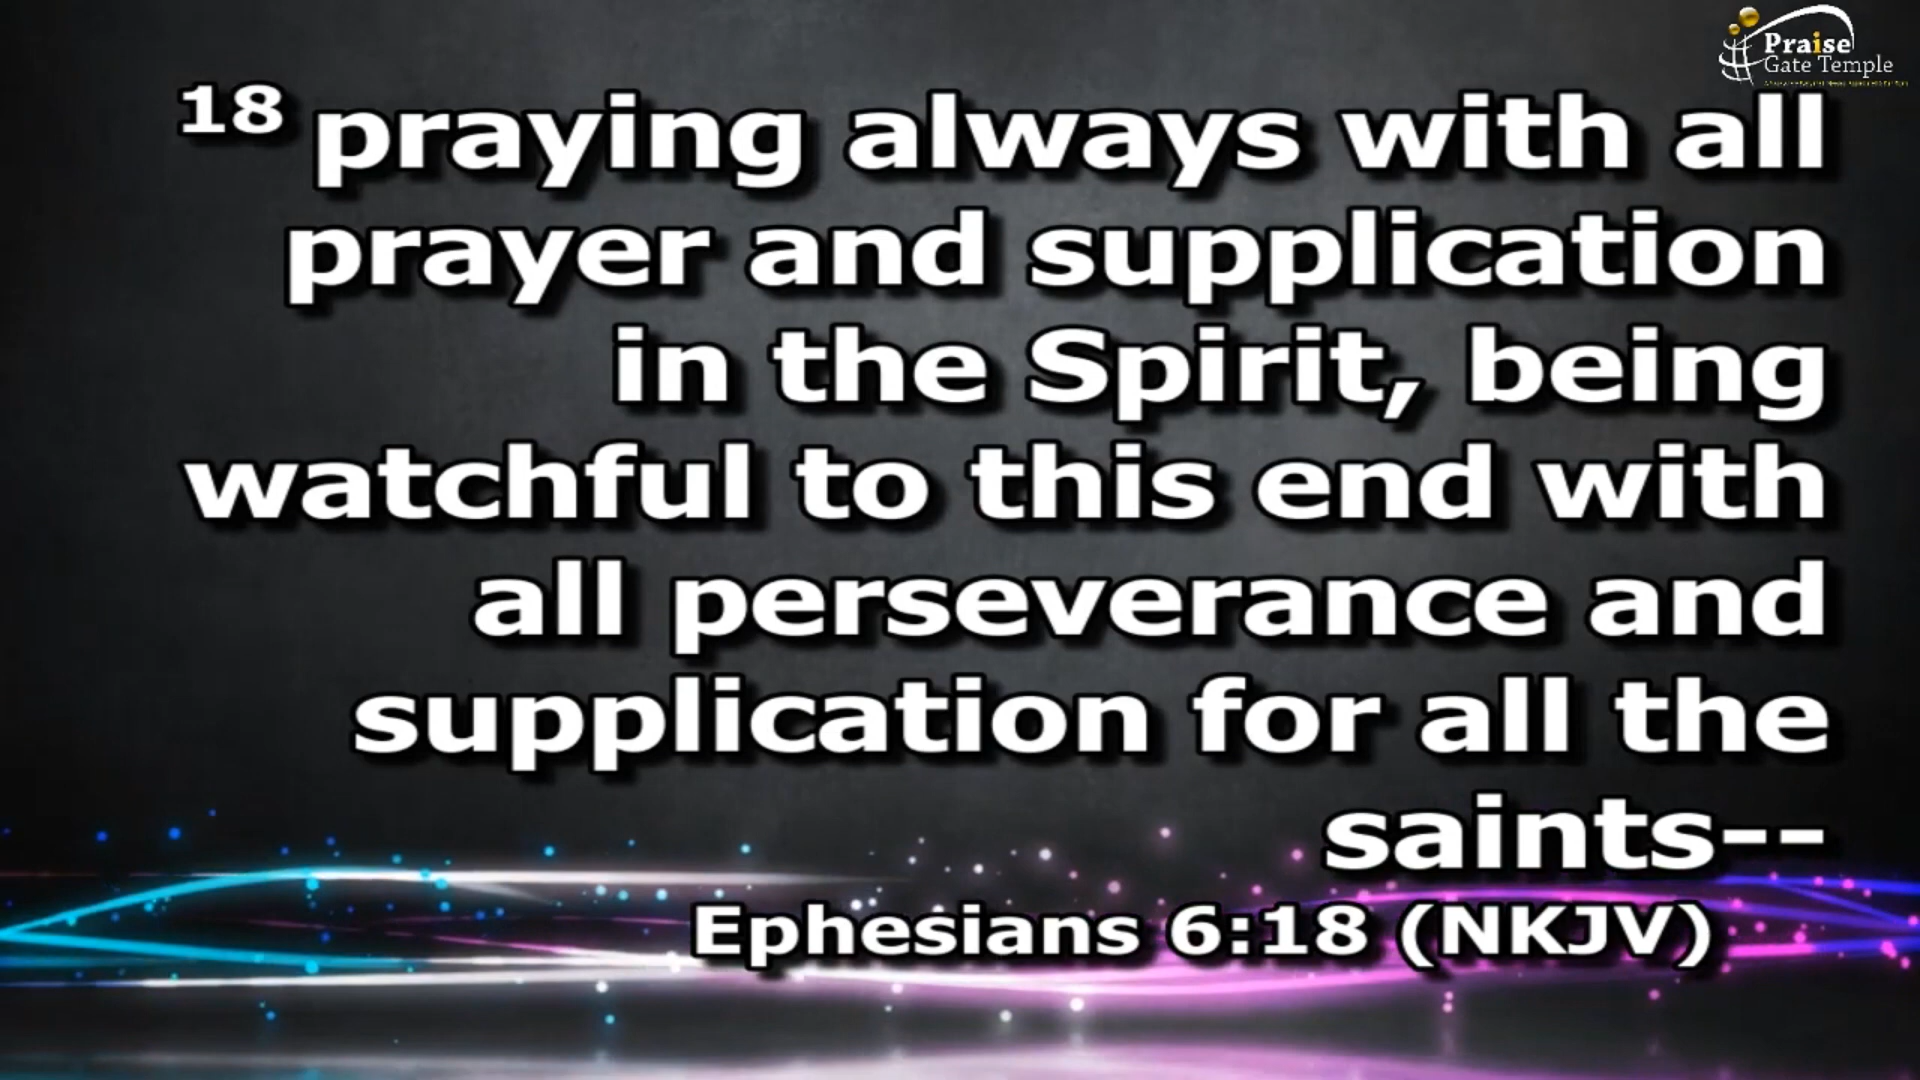 Praise
Gate Temple
18 praying always with all
prayer and supplication
in the Spirit, being
watchful to this end with
all perseverance and
supplication for all the
saints--
Ephesians 6:18 (NKJV)